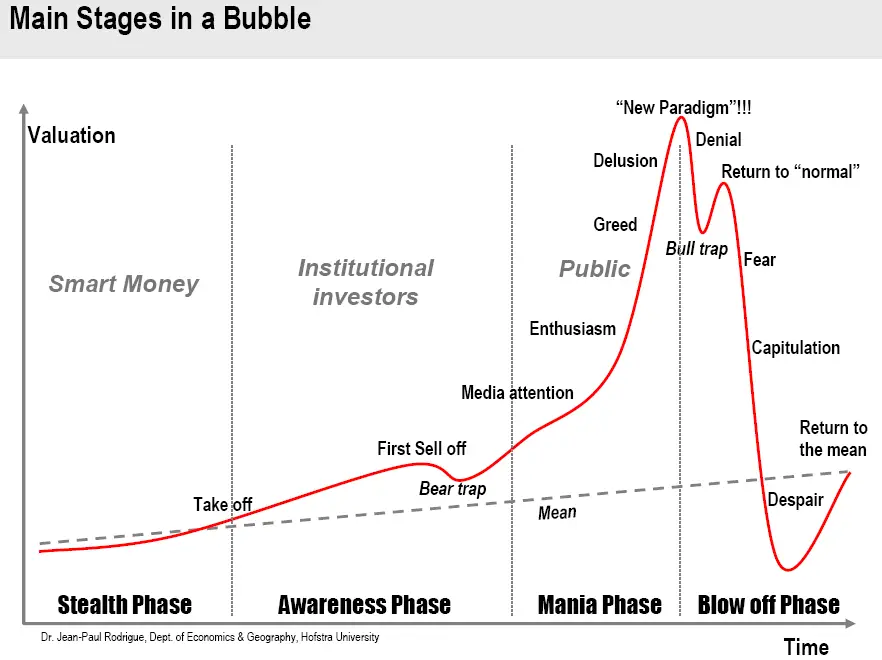 Main Stages in a Bubble
Valuation
“New Paradigm”!!!
Denial
Delusion
Return to “normal”
Greed
Bull trap
Fear
Smart Money
Institutional
investors
Public
Enthusiasm
Capitulation
Media attention
First Sell off
Bear trap
Return to
the mean
Take off
Mean
Despair
Stealth Phase
Awareness Phase
Mania Phase
Blow off Phase
Dr. Jean-Paul Rodrigue, Dept. of Economics & Geography, Hofstra University
Time